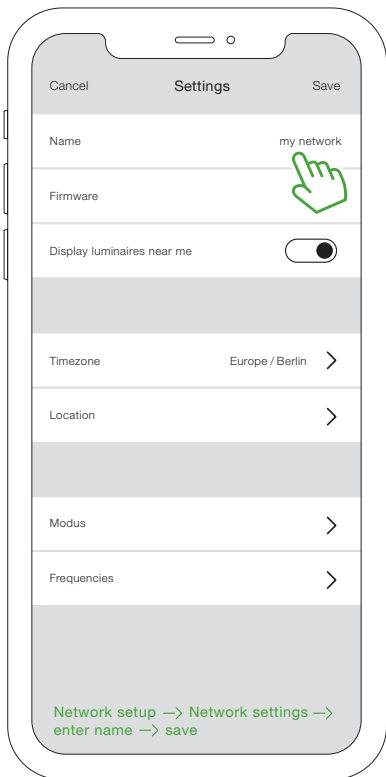 Cancel Settings Save
Name my network
Firmware
Display luminaires near me
Timezone Europe / Berlin
Location
Modus
Frequencies
Network setup —> Network settings —>
enter name —> save